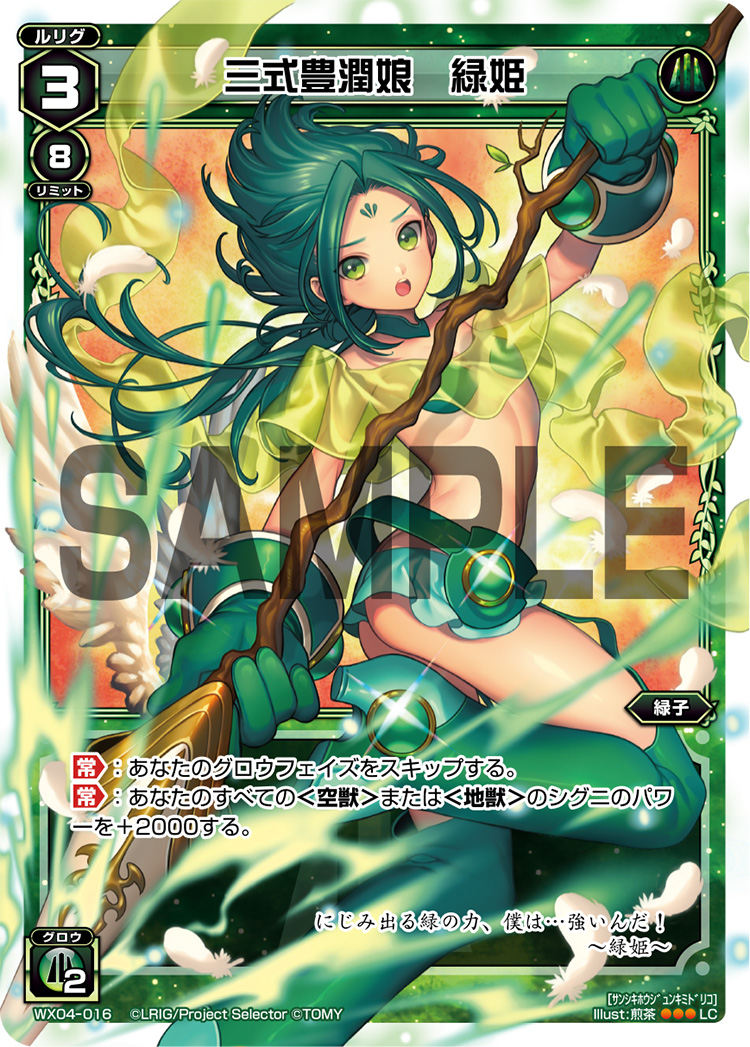 ルリグ
3
三式豊潤娘 緑姫
8
リミット
SAMPLE
緑子
常：あなたのグロウフェイズをスキップする。
常：あなたのすべての<空獣>または<地獣>のシグニのパワ
ーを+2000する。
にじみ出る緑の力、僕は…強いんだ！
～緑姫～
グロウ
2
[ｻﾝｼｷﾎｳｼﾞｭﾝｷﾐﾄﾞﾘｺ]
WX04-016 ©LRIG/Project Selector ©TOMY
Illust:煎茶 LC